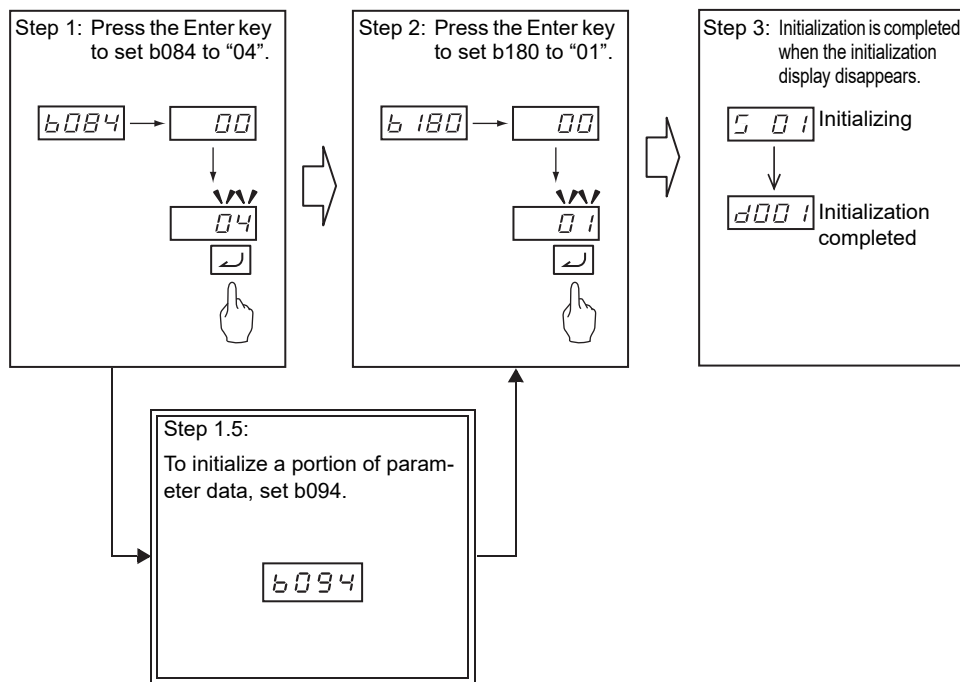 Step 1: Press the Enter key
to set b084 to “04”.
b084
00
04
Step 2: Press the Enter key
to set b180 to “01”.
b180
00
01
Step 3: Initialization is completed
when the initialization
display disappears.
5 01 Initializing
d001 Initialization
completed
Step 1.5:
To initialize a portion of param-
eter data, set b094.
b094